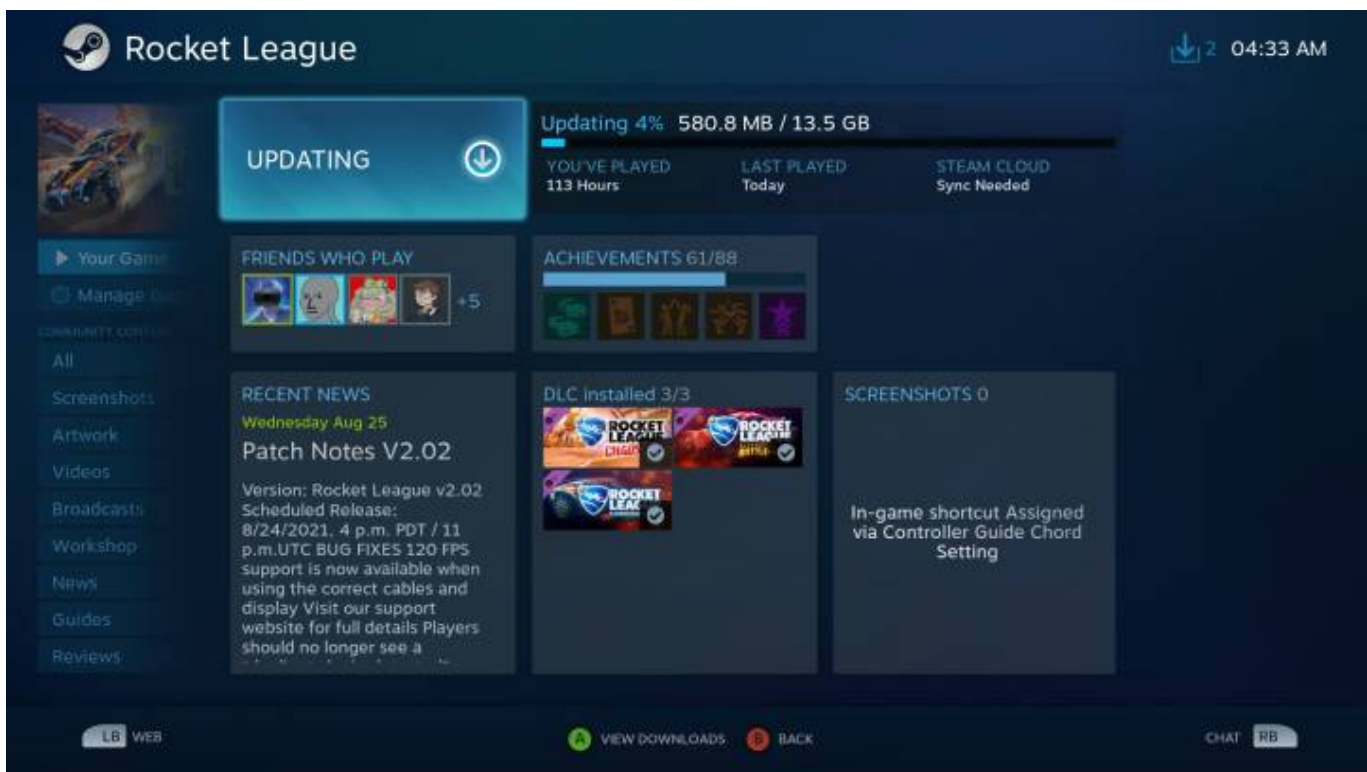 Rocket League
2 04:33 AM
UPDATING
Updating 4% 580.8 MB / 13.5 GB
YOU'VE PLAYED
113 Hours
LAST PLAYED
Today
STEAM CLOUD
Sync Needed
Your Game
Manage
COMMUNITY CONTENT
All
Screenshots
Artwork
Videos
Broadcasts
Workshop
News
Guides
Reviews
FRIENDS WHO PLAY
+5
ACHIEVEMENTS 61/88
RECENT NEWS
Wednesday Aug 25
Patch Notes V2.02
Version: Rocket League v2.02
Scheduled Release:
8/24/2021, 4 p.m. PDT / 11
p.m.UTC BUG FIXES 120 FPS
support is now available when
using the correct cables and
display Visit our support
website for full details Players
should no longer see a
DLC installed 3/3
ROCKET
LEAGUE
ROCKET
LEAGUE
ROCKET
SCREENSHOTS 0
In-game shortcut Assigned
via Controller Guide Chord
Setting
LB WEB
A VIEW DOWNLOADS B BACK
CHAT RB